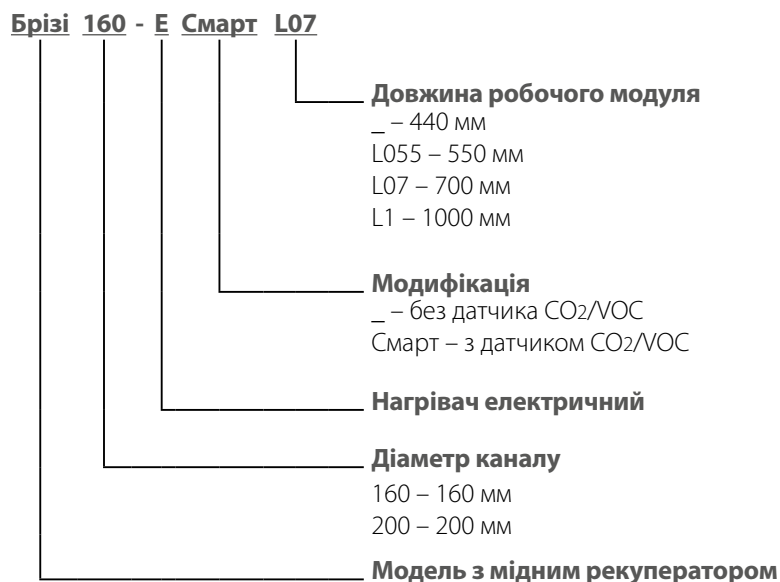 Брізі 160 - Е Смарт L07
Довжина робочого модуля
_ – 440 мм
L055 – 550 мм
L07 – 700 мм
L1 – 1000 мм
Модифікація
_ – без датчика CO2/VOC
Смарт – з датчиком CO2/VOC
Нагрівач електричний
Діаметр каналу
160 – 160 мм
200 – 200 мм
Модель з мідним рекуператором